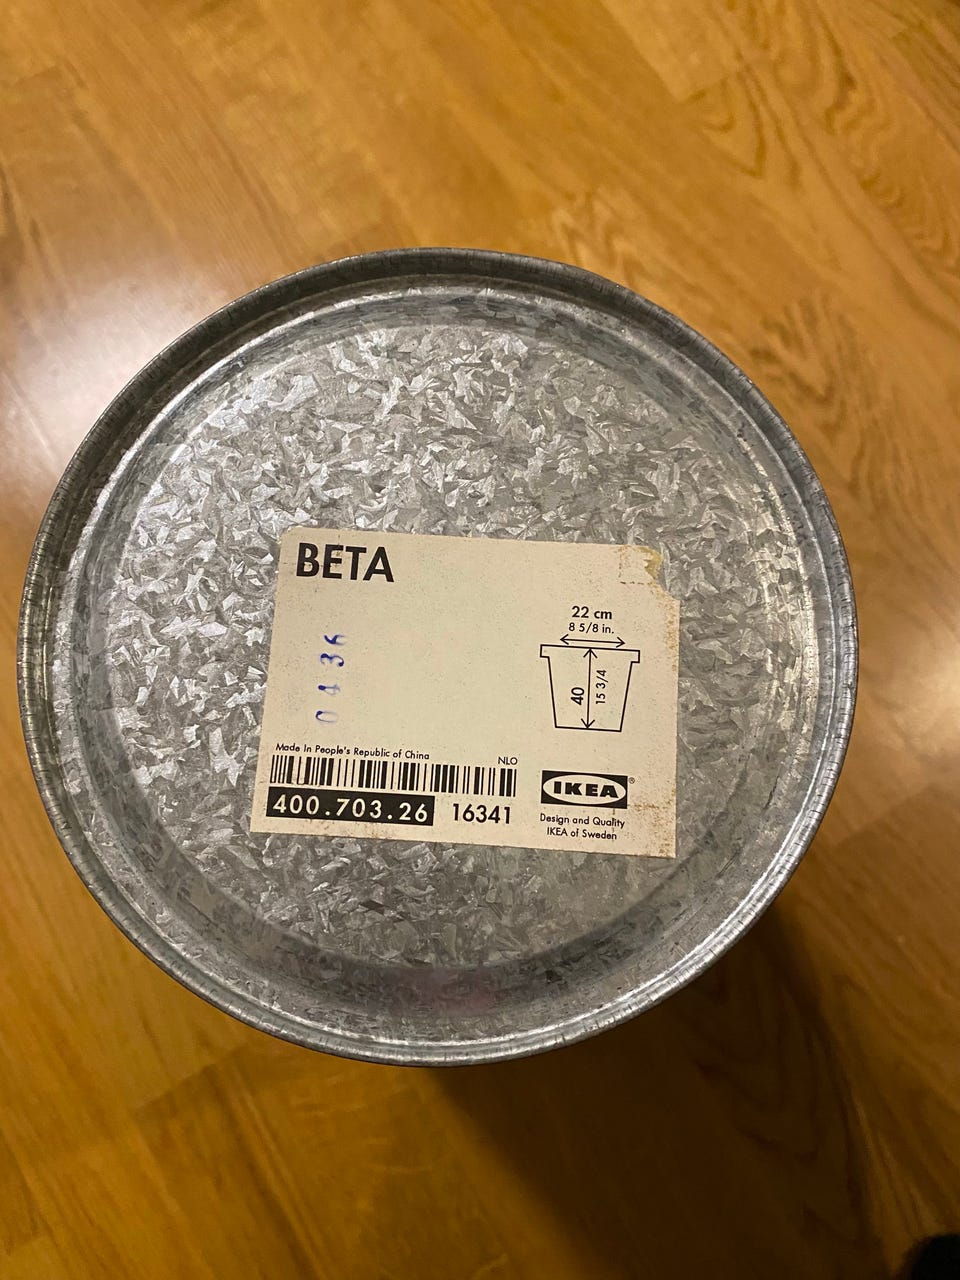 BETA
22 cm
8 5/8 in.
40
15 3/4
0436
Made In People's Republic of China
NLO
400.703.26 16341
IKEA®
Design and Quality
IKEA of Sweden